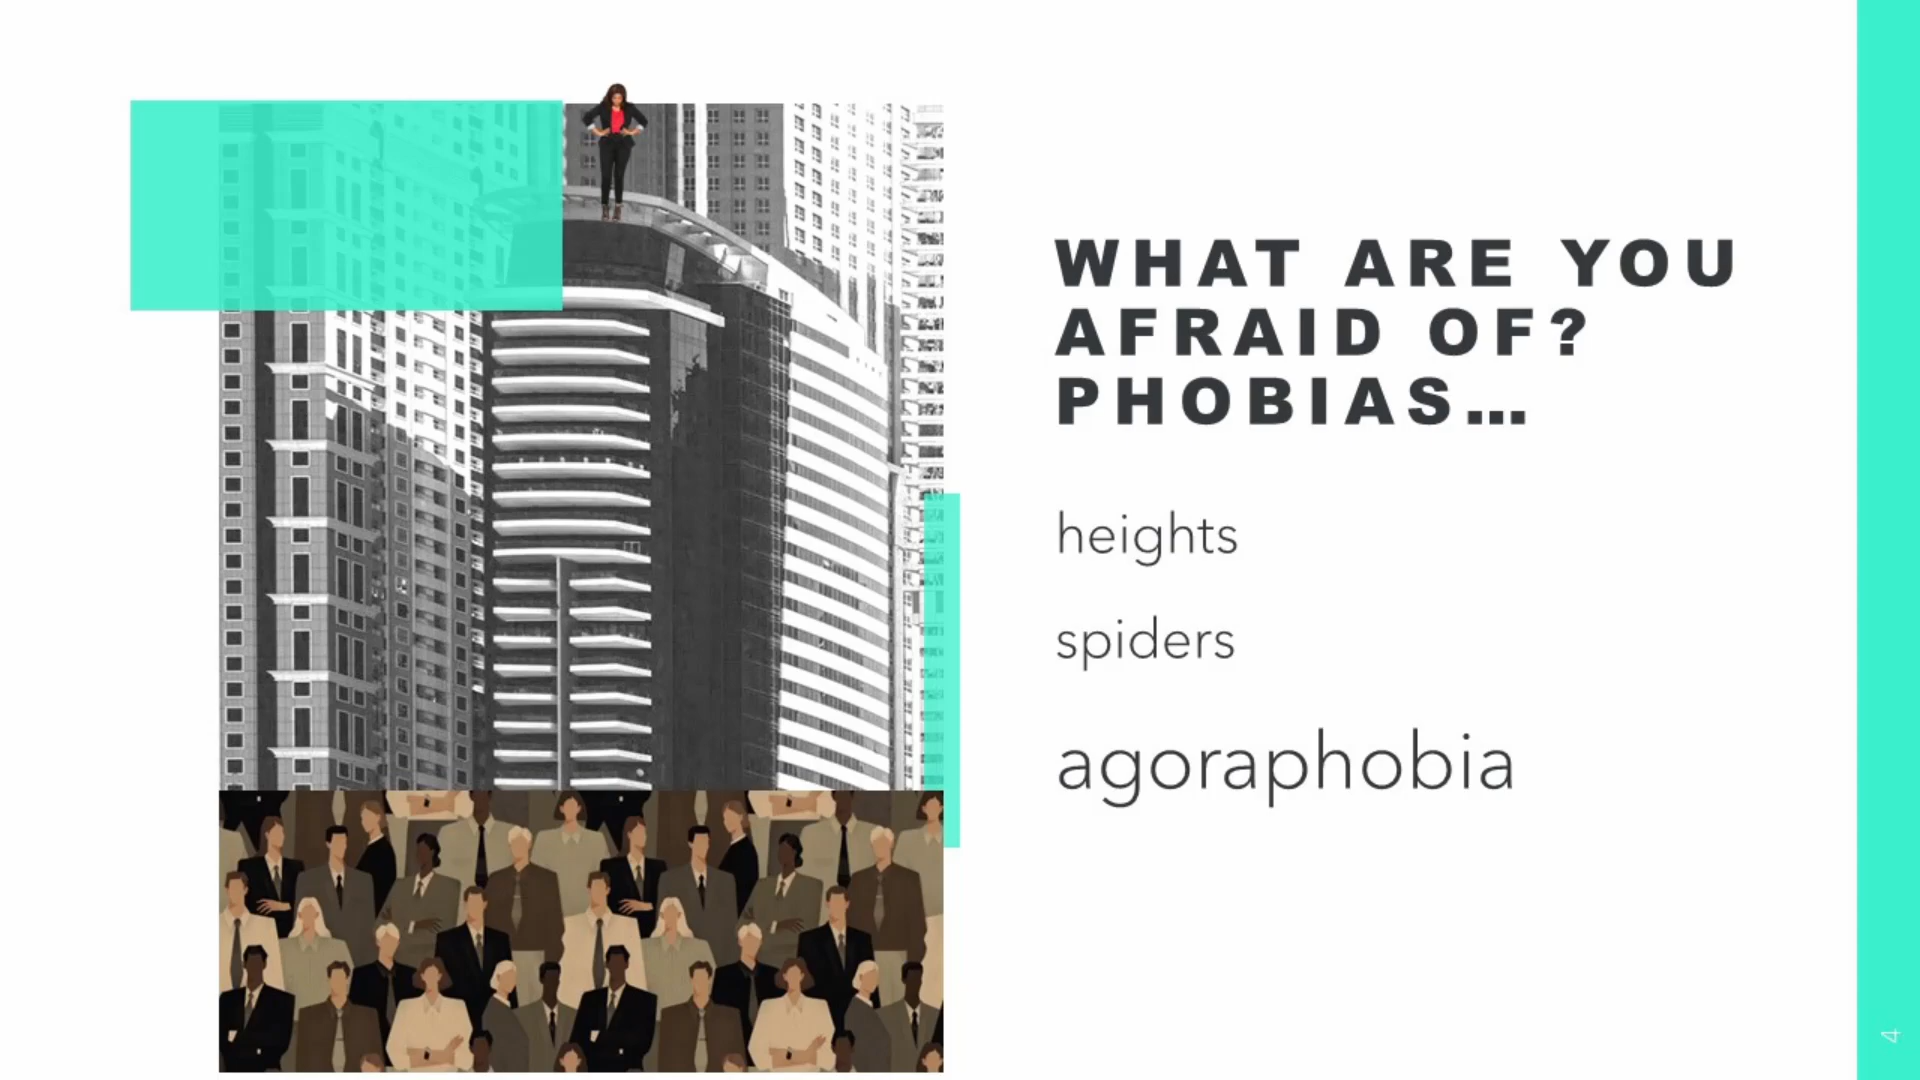 WHAT ARE YOU
AFRAID OF?
PHOBIAS...
heights
spiders
agoraphobia
4